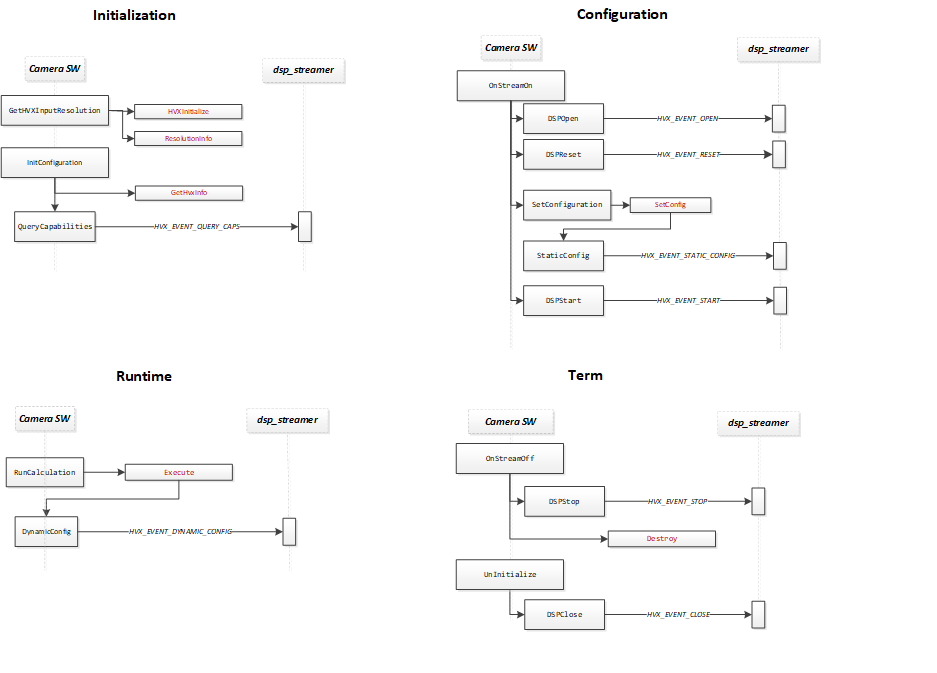 Initialization
Camera SW
dsp_streamer
GetHVXInputResolution
HVXInitialize
ResolutionInfo
InitConfiguration
GetHvxInfo
QueryCapabilities
HVX_EVENT_QUERY_CAPS
Configuration
Camera SW
dsp_streamer
OnStreamOn
DSPOpen
HVX_EVENT_OPEN
DSPReset
HVX_EVENT_RESET
SetConfiguration
SetConfig
StaticConfig
HVX_EVENT_STATIC_CONFIG
DSPStart
HVX_EVENT_START
Runtime
Camera SW
dsp_streamer
RunCalculation
Execute
DynamicConfig
HVX_EVENT_DYNAMIC_CONFIG
Term
Camera SW
dsp_streamer
OnStreamOff
DSPStop
HVX_EVENT_STOP
Destroy
UnInitialize
DSPClose
HVX_EVENT_CLOSE